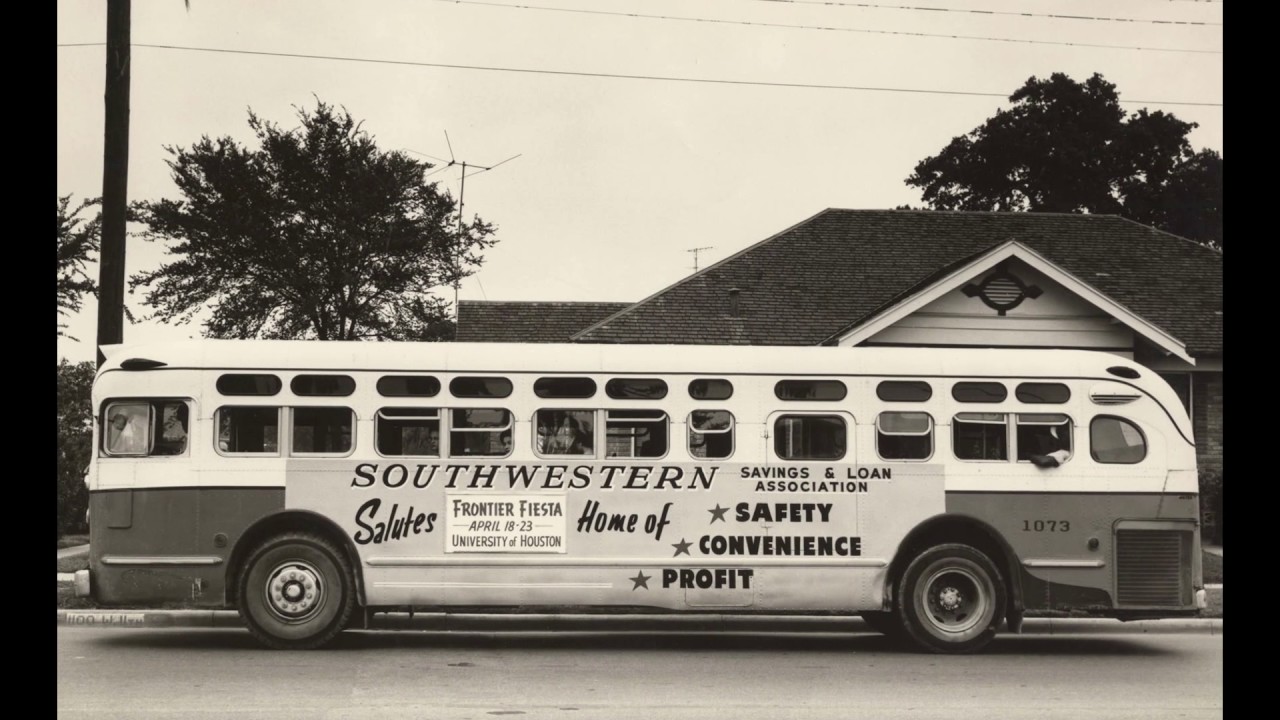 SOUTHWESTERN
SAVINGS & LOAN
ASSOCIATION
Salutes
FRONTIER FIESTA
APRIL 18-23
UNIVERSITY of HOUSTON
Home of
SAFETY
CONVENIENCE
PROFIT
1073
1100